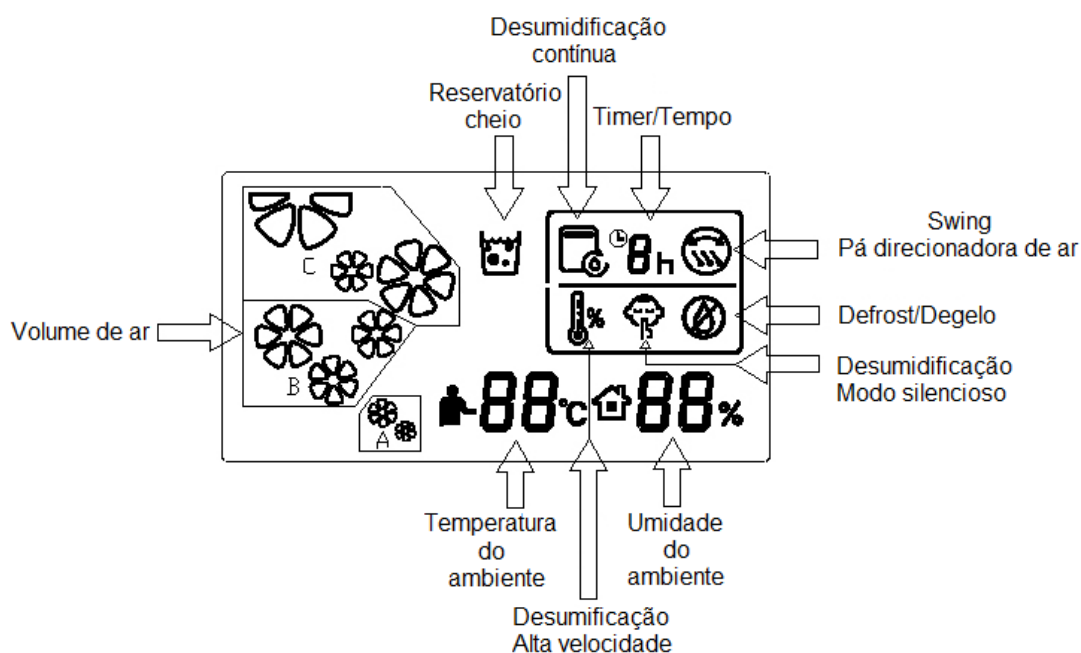 Desumidificação
contínua
Reservatório
cheio
Timer/Tempo
Swing
Pá direcionadora de ar
C
8h
Volume de ar
B
%
Defrost/Degelo
Desumidificação
Modo silencioso
A
88°C
88%
Temperatura
do
ambiente
Umidade
do
ambiente
Desumificação
Alta velocidade